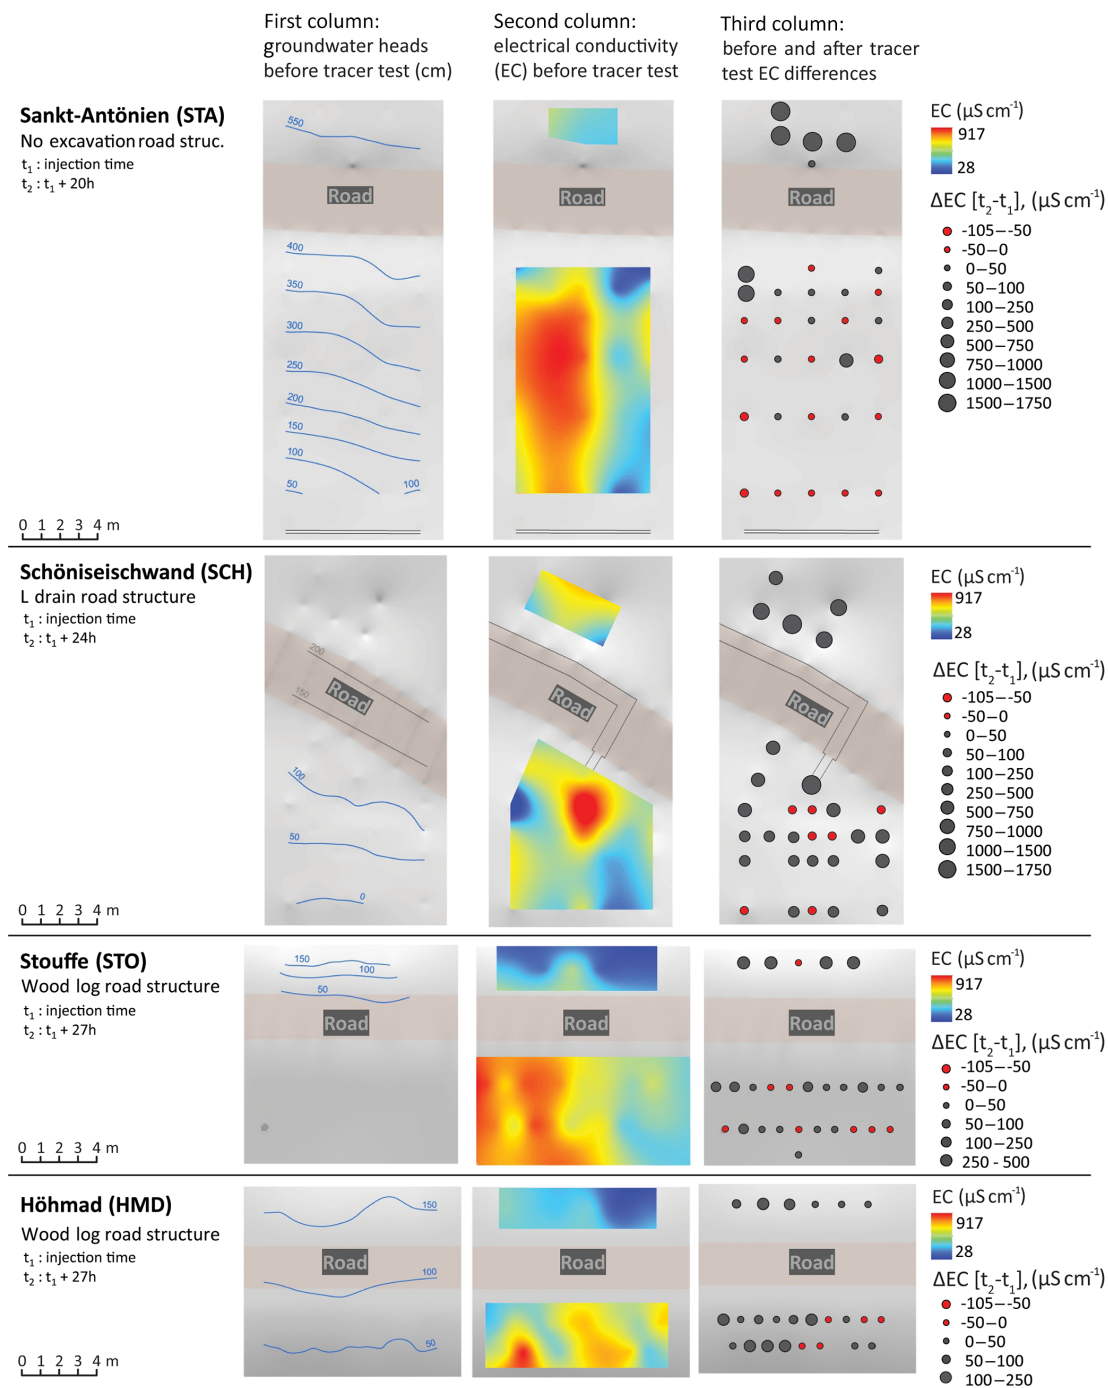 First column:
groundwater heads
before tracer test (cm)
Second column:
electrical conductivity
(EC) before tracer test
Third column:
before and after tracer
test EC differences
Sankt-Antönien (STA)
No excavation road struc.
t1 : injection time
t2 : t1 + 20h
550
Road
400
350
300
250
200
150
100
50
100
Road
Road
EC (µS cm-1)
917
28
ΔEC [t2-t1], (µS cm-1)
-105–-50
-50–0
0–50
50–100
100–250
250–500
500–750
750–1000
1000–1500
1500–1750
0 1 2 3 4 m
Schöniseischwand (SCH)
L drain road structure
t1 : injection time
t2 : t1 + 24h
200
150
Road
100
50
0
Road
Road
EC (µS cm-1)
917
28
ΔEC [t2-t1], (µS cm-1)
-105–-50
-50–0
0–50
50–100
100–250
250–500
500–750
750–1000
1000–1500
1500–1750
0 1 2 3 4 m
Stouffe (STO)
Wood log road structure
t1 : injection time
t2 : t1 + 27h
150
100
50
Road
Road
Road
EC (µS cm-1)
917
28
ΔEC [t2-t1], (µS cm-1)
-105–-50
-50–0
0–50
50–100
100–250
250 - 500
0 1 2 3 4 m
Höhmad (HMD)
Wood log road structure
t1 : injection time
t2 : t1 + 27h
150
Road
100
50
Road
Road
EC (µS cm-1)
917
28
ΔEC [t2-t1], (µS cm-1)
-105–-50
-50–0
0–50
50–100
100–250
0 1 2 3 4 m